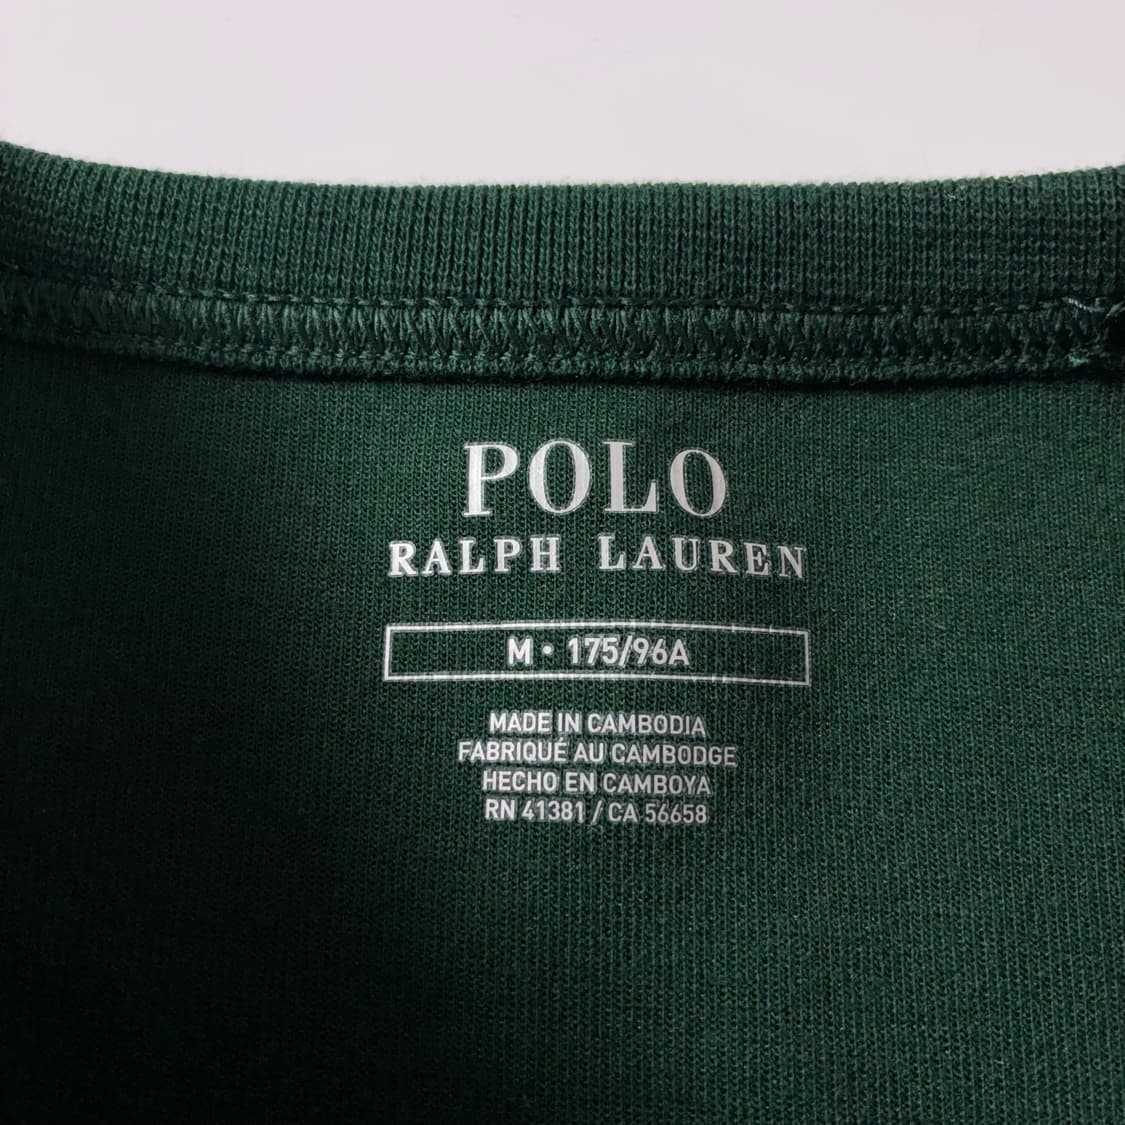 POLO
RALPH LAUREN
M • 175/96A
MADE IN CAMBODIA
FABRIQUÉ AU CAMBODGE
HECHO EN CAMBOYA
RN 41381 / CA 56658